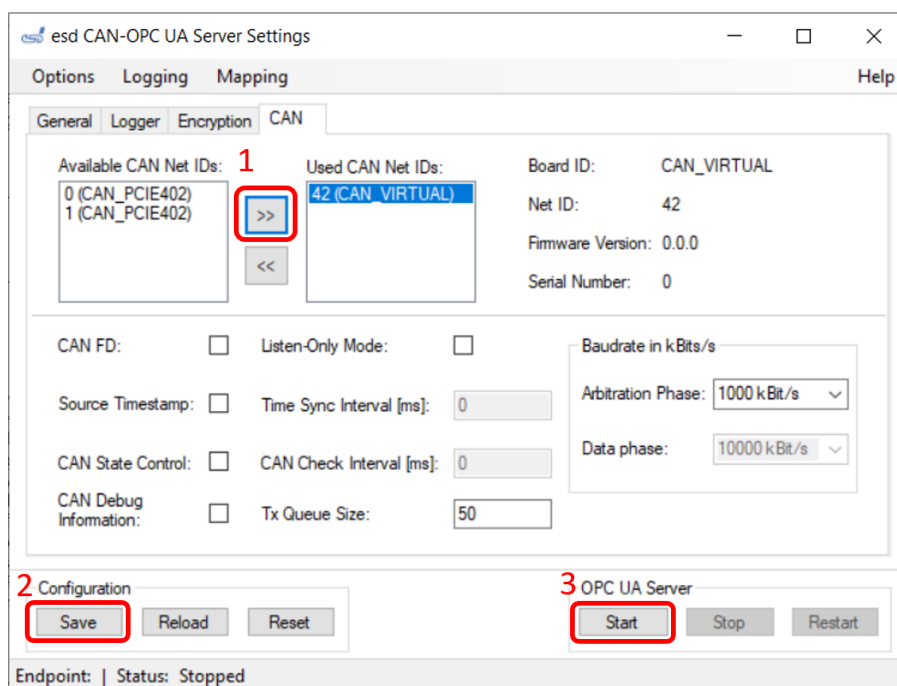 esd CAN-OPC UA Server Settings
Options Logging Mapping Help
General Logger Encryption CAN
Available CAN Net IDs: 1 Used CAN Net IDs: Board ID: CAN_VIRTUAL
0 (CAN_PCIE402) 42 (CAN_VIRTUAL)
1 (CAN_PCIE402) >> Net ID: 42
Firmware Version: 0.0.0
<< Serial Number: 0
CAN FD: Listen-Only Mode: Baudrate in kBits/s
Source Timestamp: Time Sync Interval [ms]: 0 Arbitration Phase: 1000 kBit/s
CAN State Control: CAN Check Interval [ms]: 0 Data phase: 10000 kBit/s
CAN Debug
Information: Tx Queue Size: 50
2 Configuration 3 OPC UA Server
Save Reload Reset Start Stop Restart
Endpoint: | Status: Stopped